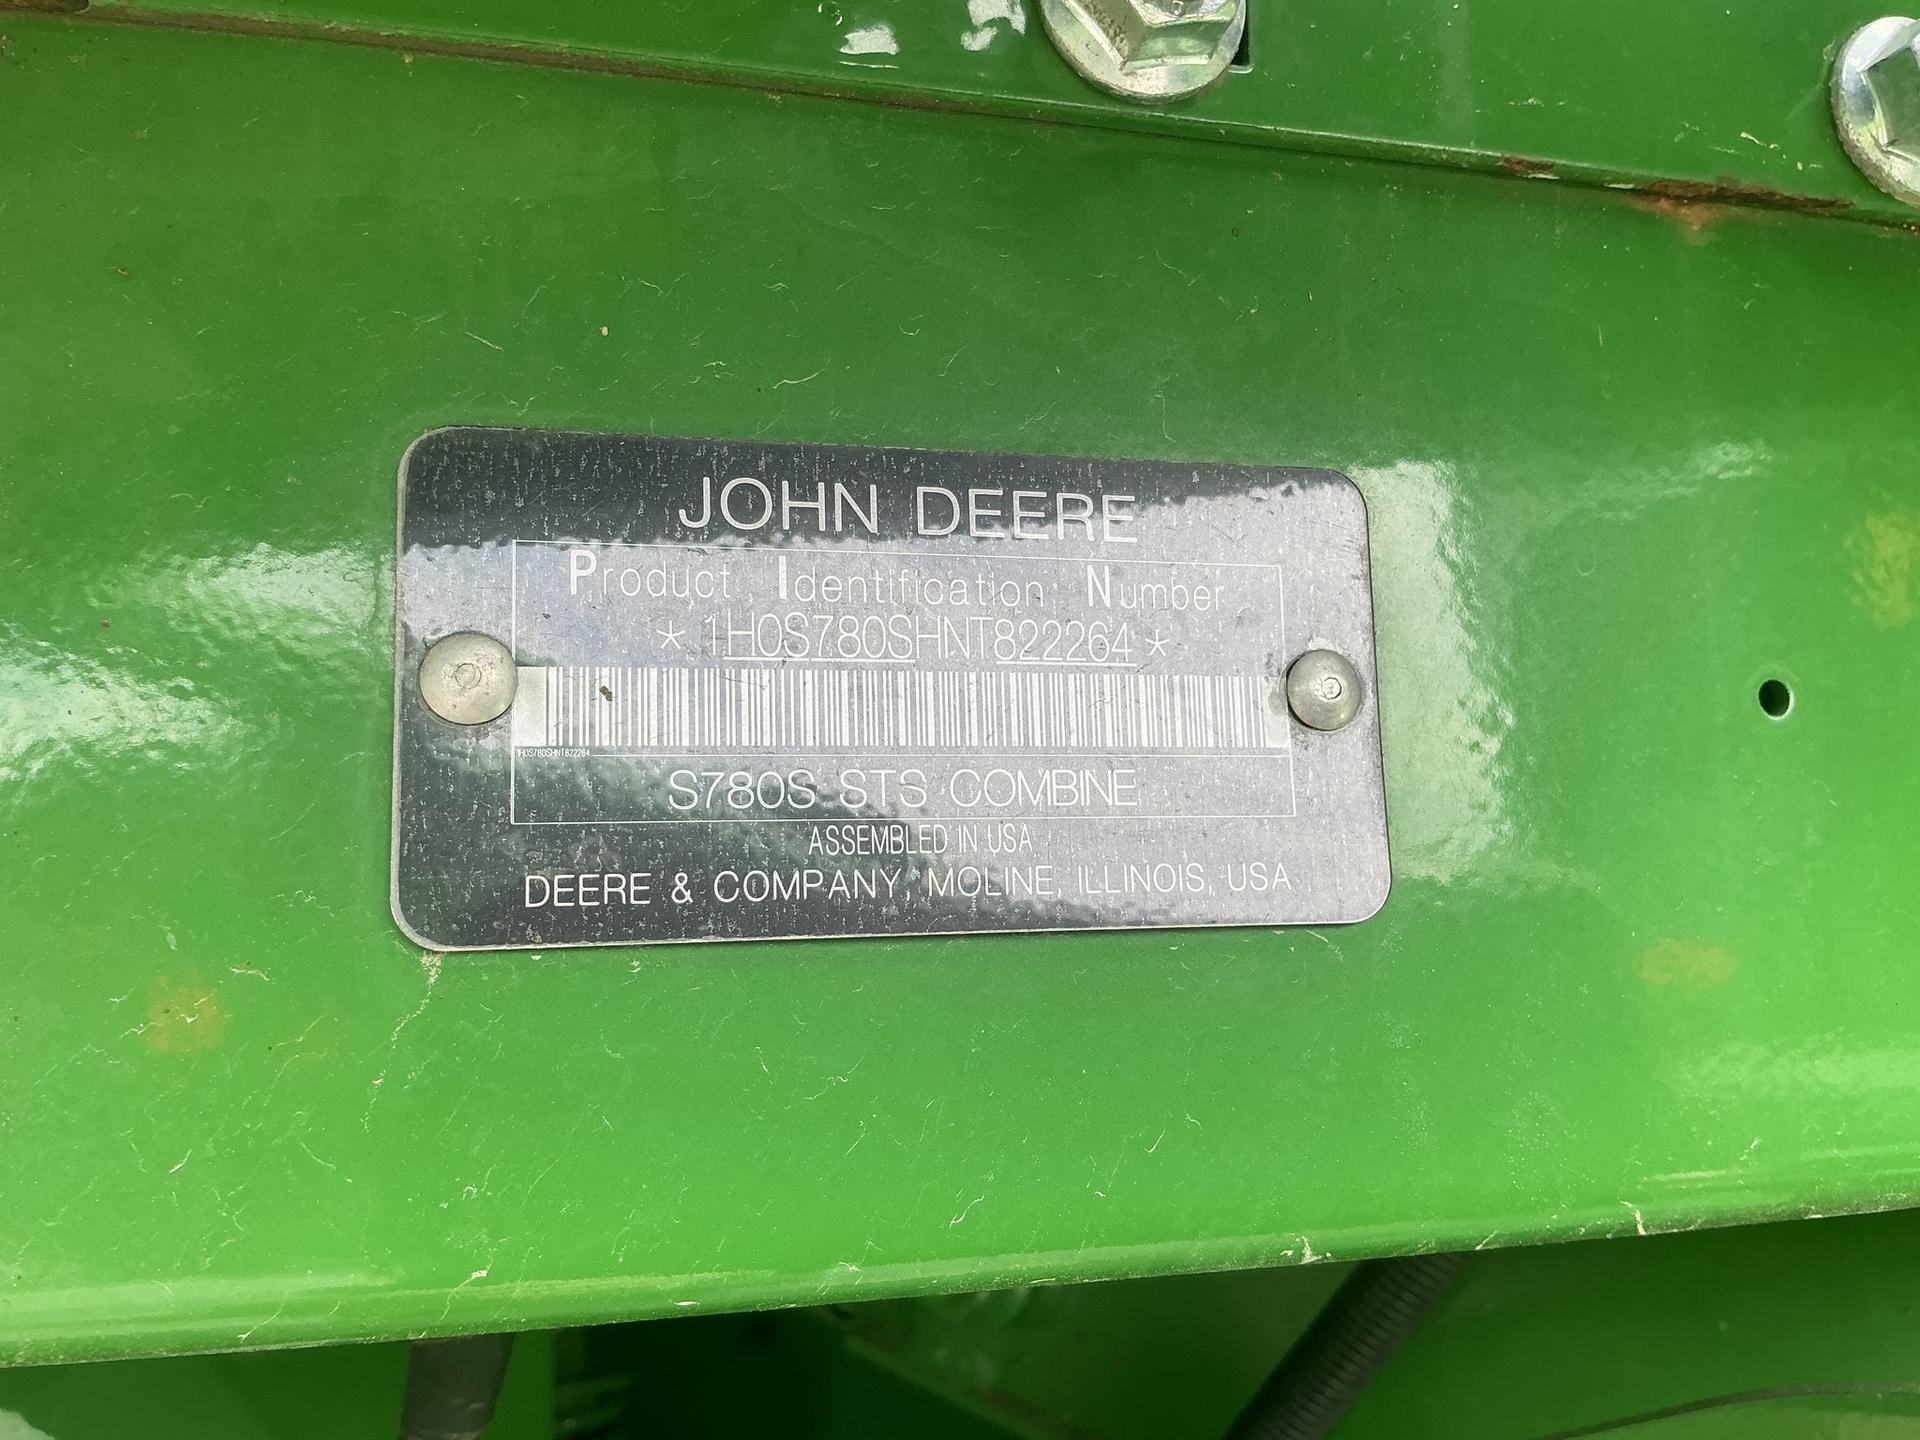 JOHN DEERE
Product Identification Number
* 1H0S780SHNT822264 *
1H0S780SHNT822264
S780S STS COMBINE
ASSEMBLED IN USA
DEERE & COMPANY, MOLINE, ILLINOIS, USA